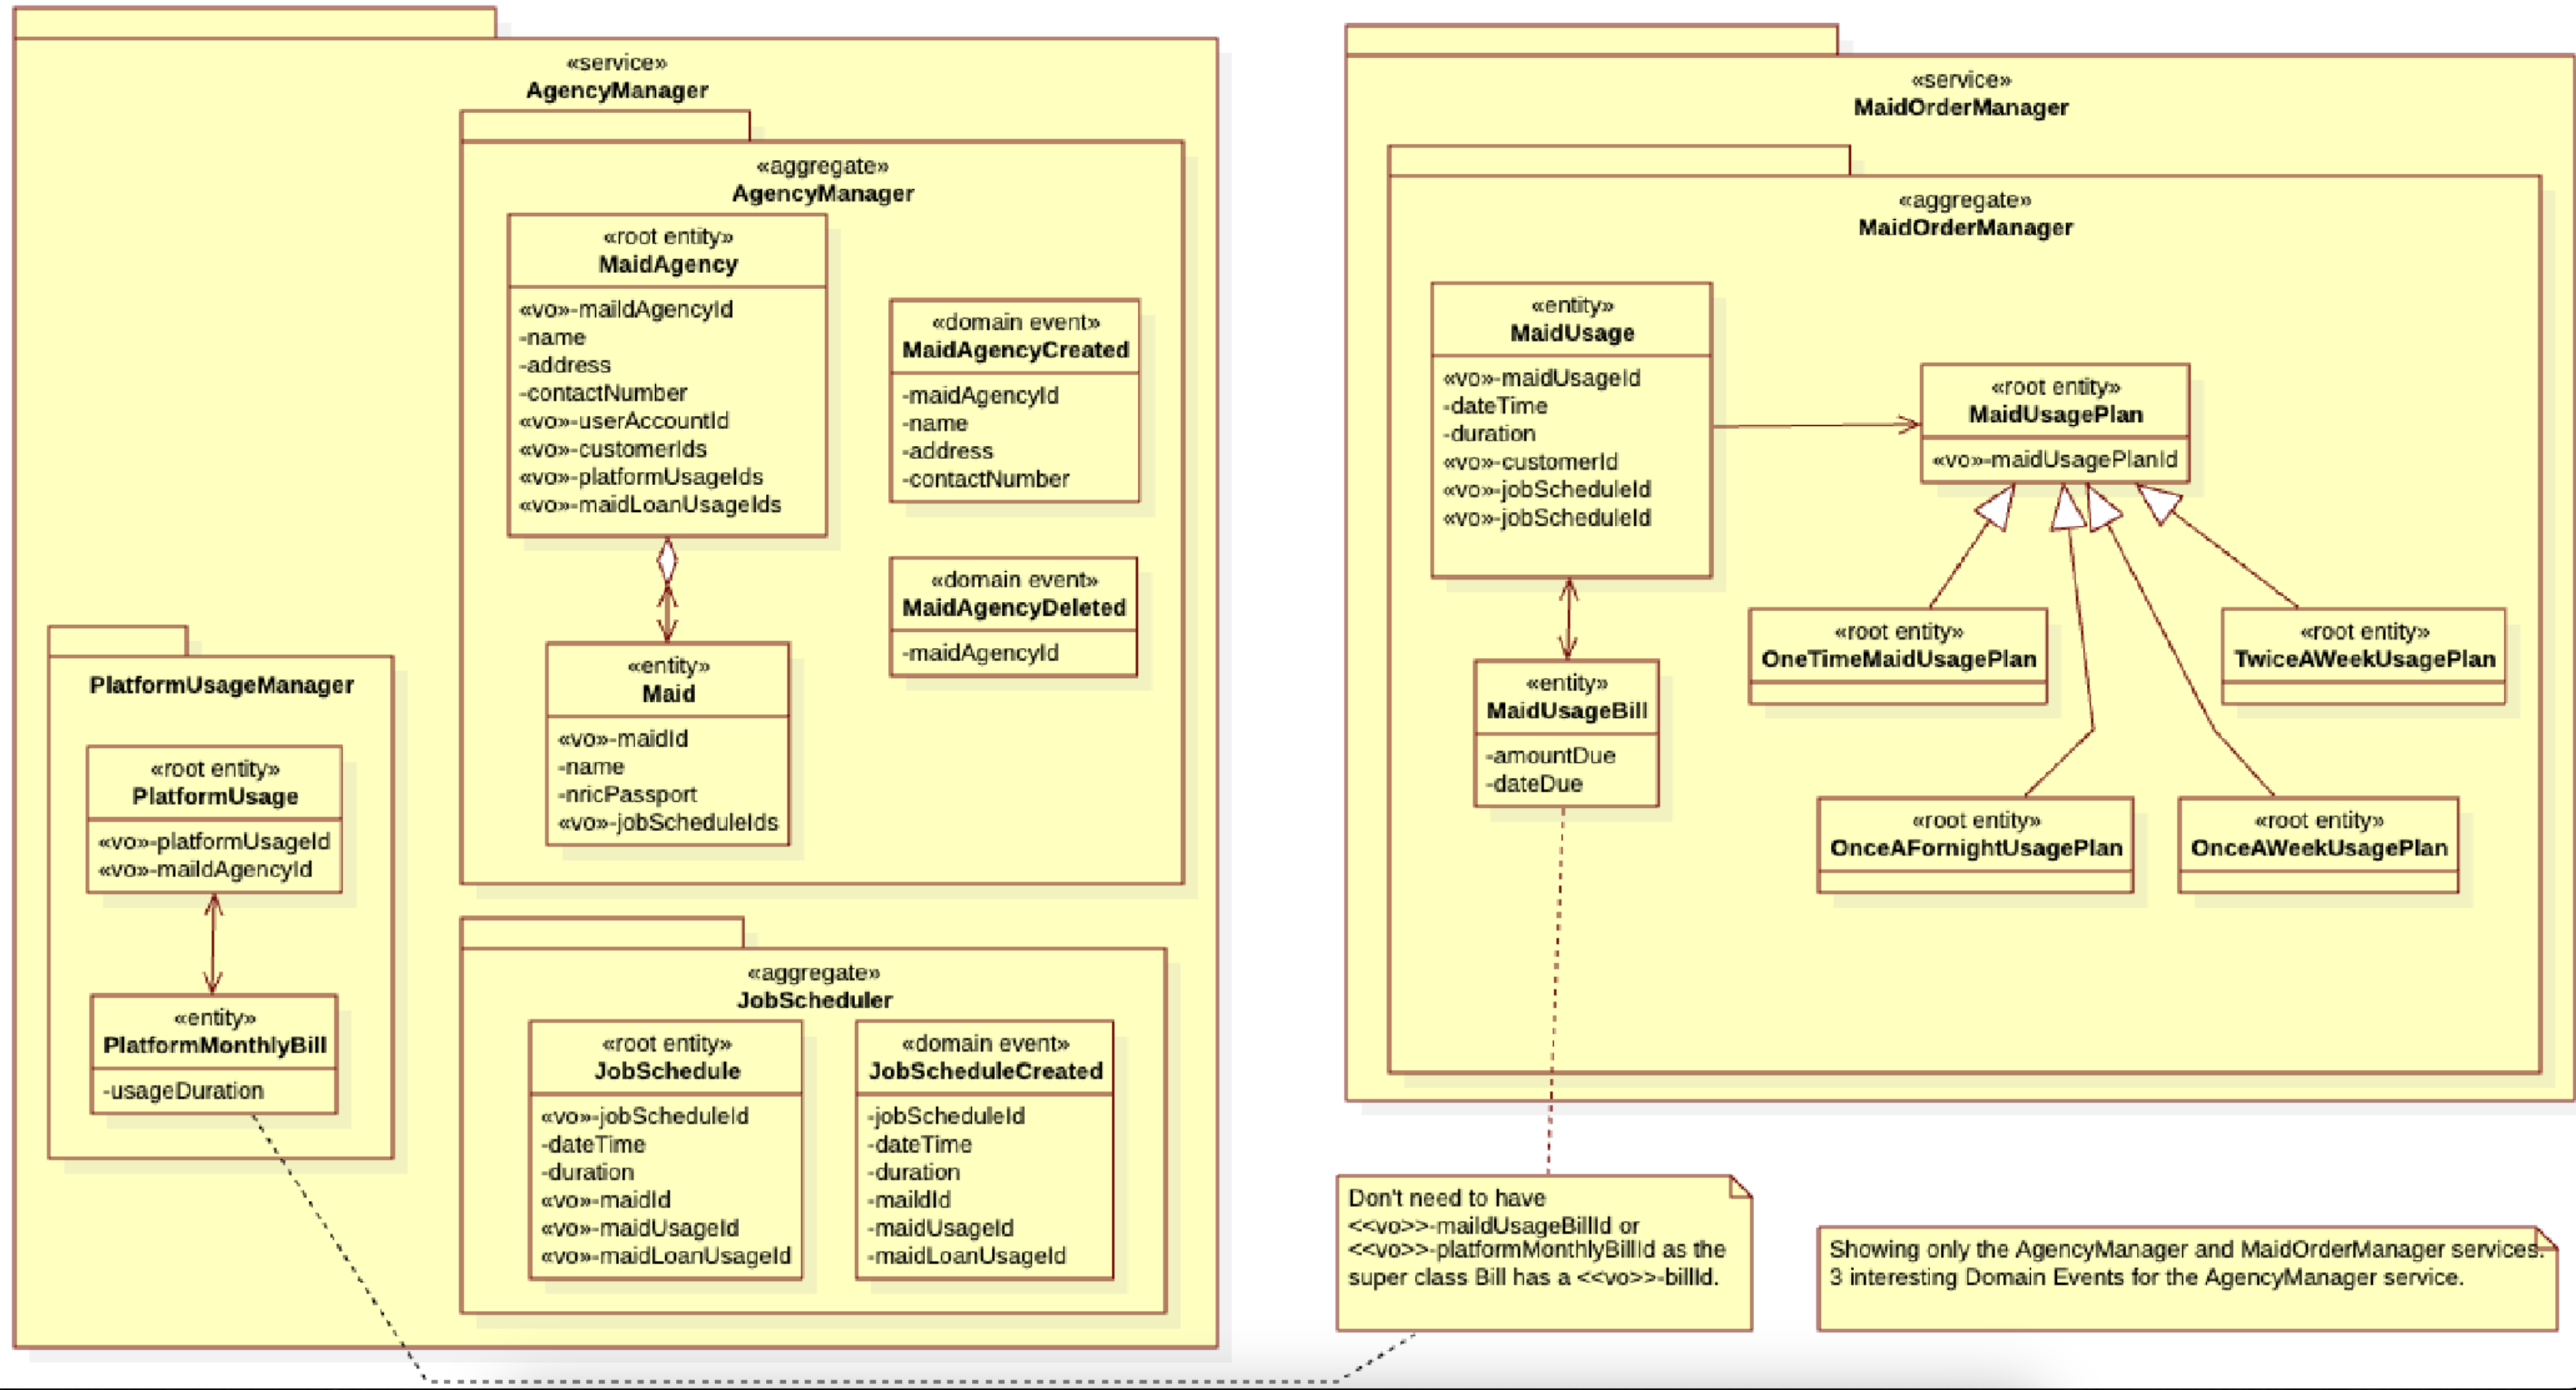 «service»
AgencyManager
«aggregate»
AgencyManager
«root entity»
MaidAgency
«vo»-maildAgencyId
-name
-address
-contactNumber
«vo»-userAccountId
«vo»-customerIds
«vo»-platformUsageIds
«vo»-maidLoanUsageIds
«domain event»
MaidAgencyCreated
-maidAgencyId
-name
-address
-contactNumber
«domain event»
MaidAgencyDeleted
-maidAgencyId
«entity»
Maid
«vo»-maidId
-name
-nricPassport
«vo»-jobScheduleIds
PlatformUsageManager
«root entity»
PlatformUsage
«vo»-platformUsageId
«vo»-maildAgencyId
«entity»
PlatformMonthlyBill
-usageDuration
«aggregate»
JobScheduler
«root entity»
JobSchedule
«vo»-jobScheduleId
-dateTime
-duration
«vo»-maidId
«vo»-maidUsageId
«vo»-maidLoanUsageId
«domain event»
JobScheduleCreated
-jobScheduleId
-dateTime
-duration
-maildId
-maidUsageId
-maidLoanUsageId
«service»
MaidOrderManager
«aggregate»
MaidOrderManager
«entity»
MaidUsage
«vo»-maidUsageId
-dateTime
-duration
«vo»-customerId
«vo»-jobScheduleId
«vo»-jobScheduleId
«root entity»
MaidUsagePlan
«vo»-maidUsagePlanId
«entity»
MaidUsageBill
-amountDue
-dateDue
«root entity»
OneTimeMaidUsagePlan
«root entity»
TwiceAWeekUsagePlan
«root entity»
OnceAFornightUsagePlan
«root entity»
OnceAWeekUsagePlan
Don't need to have
<<vo>>-maildUsageBillId or
<<vo>>-platformMonthlyBillId as the
super class Bill has a <<vo>>-billId.
Showing only the AgencyManager and MaidOrderManager services.
3 interesting Domain Events for the AgencyManager service.